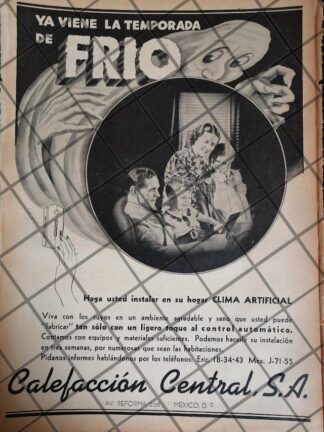 YA VIENE LA TEMPORADA
DE FRIO
Haga usted instalar en su hogar CLIMA ARTIFICIAL
Viva con los suyos en un ambiente agradable y sano que usted puede
"fabricar" tan sólo con un ligero toque al control automático.
Contamos con equipos y materiales suficientes. Podemos hacerle su instalación
en tres semanas, por numerosas que sean las habitaciones.
Pídanos informes hablándonos por los teléfonos: Eric. 18-34-43 Mex. J-71-55
Calefacción Central, S.A.
AV. REFORMA MEXICO, D. F.